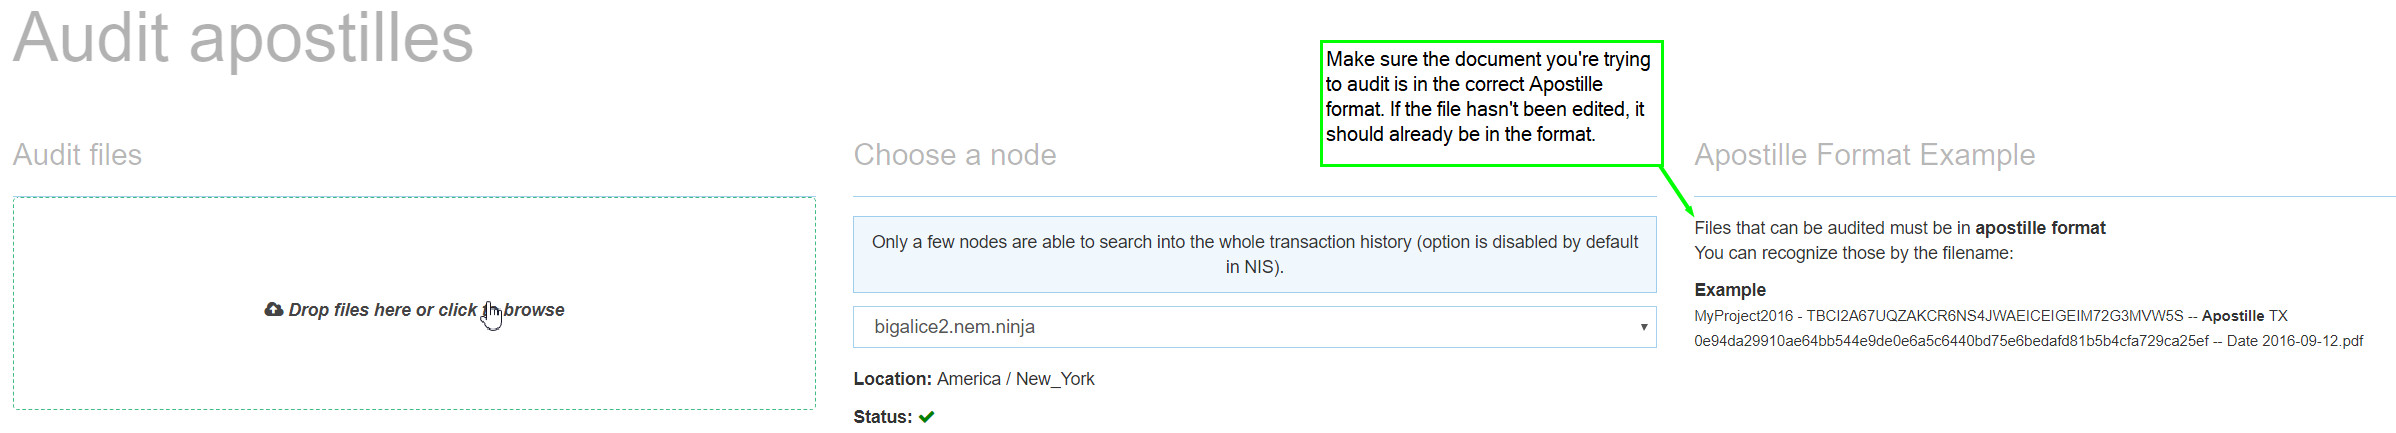 Audit apostilles
Audit files
Drop files here or click to browse
Choose a node
Only a few nodes are able to search into the whole transaction history (option is disabled by default
in NIS).
bigalice2.nem.ninja
Location: America / New_York
Status:
Make sure the document you're trying
to audit is in the correct Apostille
format. If the file hasn't been edited, it
should already be in the format.
Apostille Format Example
Files that can be audited must be in apostille format
You can recognize those by the filename:
Example
MyProject2016 - TBCI2A67UQZAKCR6NS4JWAEICEIGEIM72G3MVW5S -- Apostille TX
0e94da29910ae64bb544e9de0e6a5c6440bd75e6bedafd81b5b4cfa729ca25ef -- Date 2016-09-12.pdf